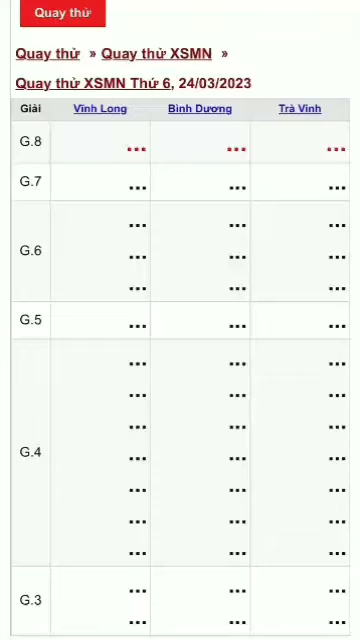 Quay thử
Quay thử » Quay thử XSMN »
Quay thử XSMN Thứ 6, 24/03/2023
Giải Vĩnh Long Bình Dương Trà Vinh
G.8 ... ... ...
G.7 ... ... ...
... ... ...
G.6 ... ... ...
... ... ...
G.5 ... ... ...
... ... ...
... ... ...
... ... ...
G.4 ... ... ...
... ... ...
... ... ...
... ... ...
G.3 ... ... ...
... ... ...